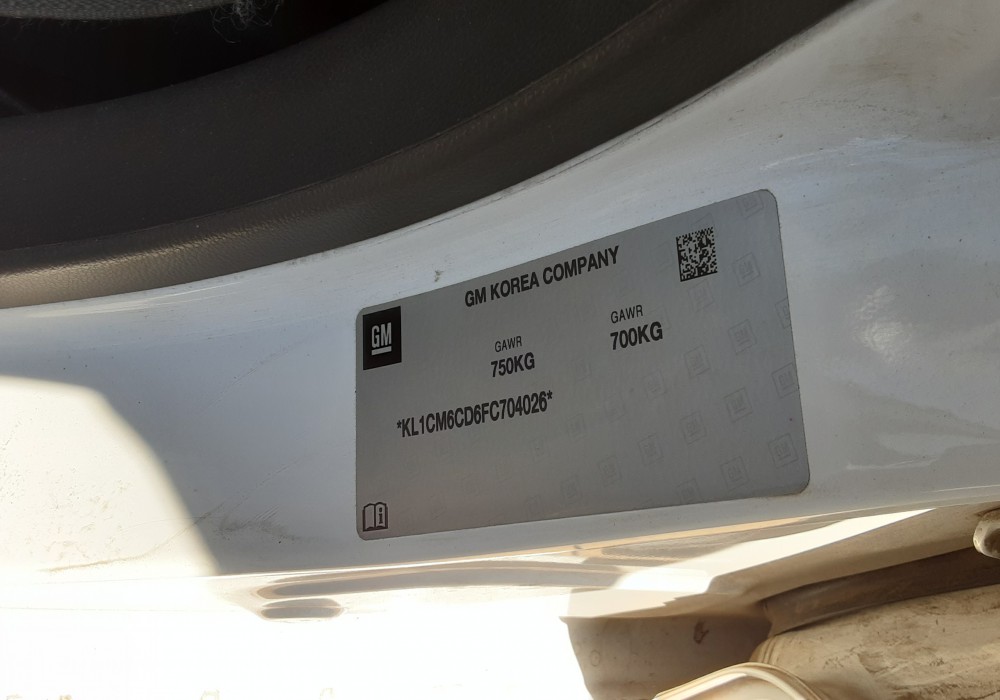 GM KOREA COMPANY
GM
GAWR
750KG
GAWR
700KG
*KL1CM6CD6FC704026*